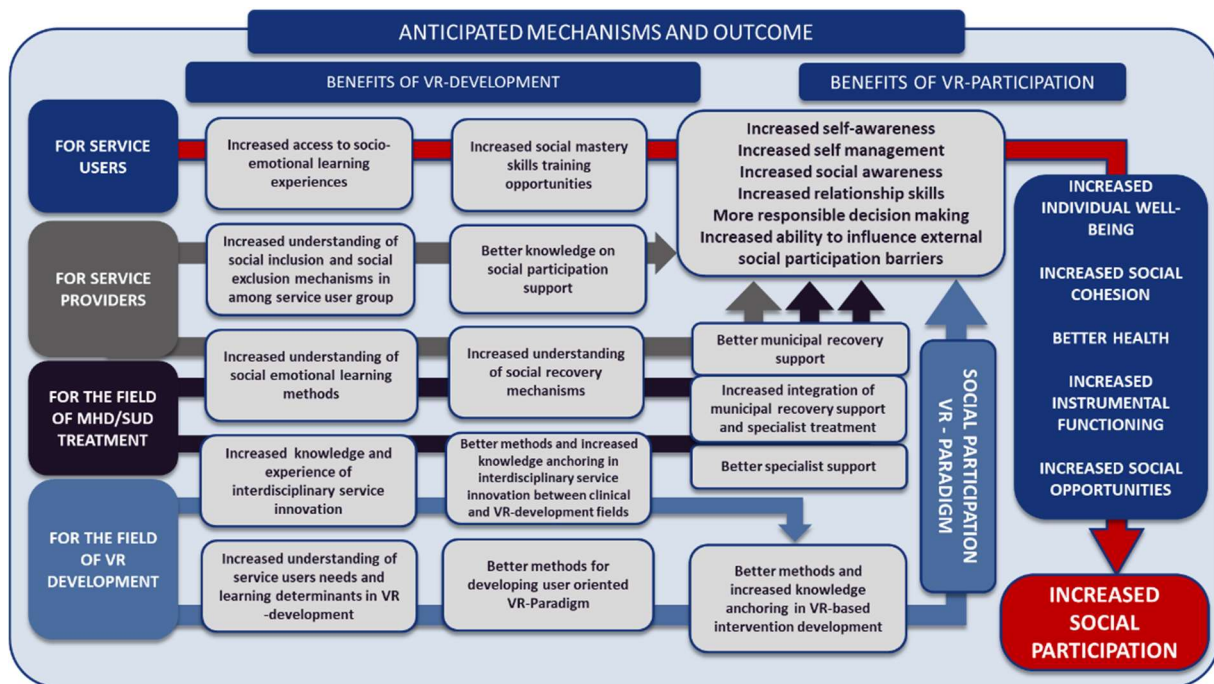 ANTICIPATED MECHANISMS AND OUTCOME
BENEFITS OF VR-DEVELOPMENT
BENEFITS OF VR-PARTICIPATION
FOR SERVICE
USERS
Increased access to socio-
emotional learning
experiences
Increased social mastery
skills training
opportunities
Increased self-awareness
Increased self management
Increased social awareness
Increased relationship skills
More responsible decision making
Increased ability to influence external
social participation barriers
FOR SERVICE
PROVIDERS
Increased understanding of
social inclusion and social
exclusion mechanisms in
among service user group
Better knowledge on
social participation
support
Increased understanding of
social emotional learning
methods
Increased understanding
of social recovery
mechanisms
Better municipal recovery
support
FOR THE FIELD
OF MHD/SUD
TREATMENT
Increased integration of
municipal recovery support
and specialist treatment
Increased knowledge and
experience of
interdisciplinary service
innovation
Better methods and increased
knowledge anchoring in
interdisciplinary service
innovation between clinical
and VR-development fields
Better specialist support
FOR THE FIELD
OF VR
DEVELOPMENT
Increased understanding of
service users needs and
learning determinants in VR
-development
Better methods for
developing user oriented
VR-Paradigm
Better methods and
increased knowledge
anchoring in VR-based
intervention development
SOCIAL PARTICIPATION
VR - PARADIGM
INCREASED
INDIVIDUAL WELL-
BEING
INCREASED SOCIAL
COHESION
BETTER HEALTH
INCREASED
INSTRUMENTAL
FUNCTIONING
INCREASED SOCIAL
OPPORTUNITIES
INCREASED
SOCIAL
PARTICIPATION